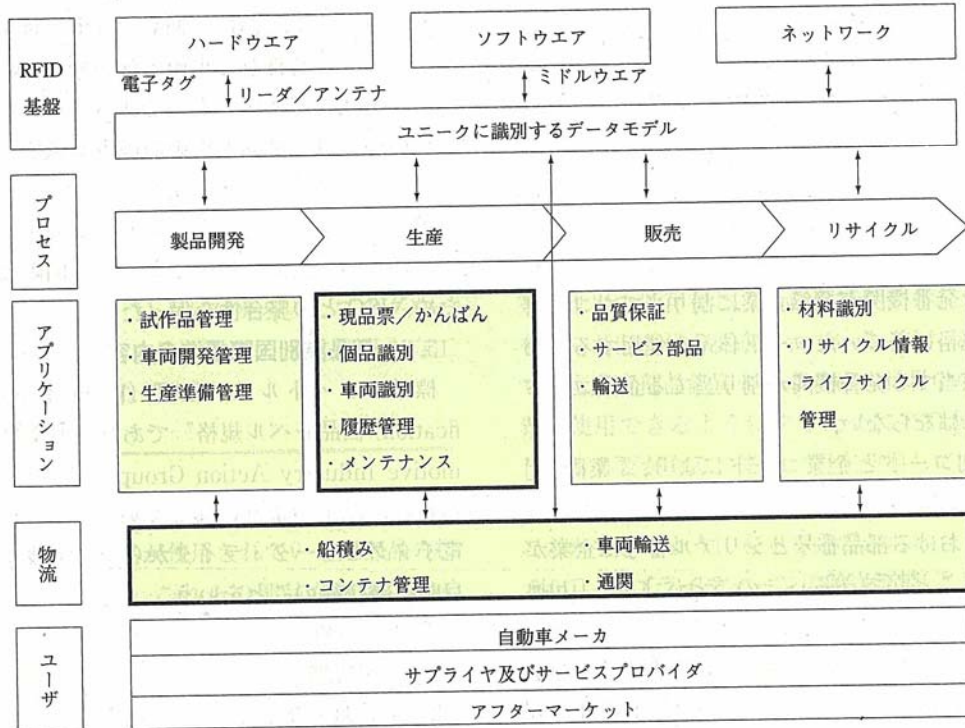 RFID
基盤
ハードウエア
ソフトウエア
ネットワーク
電子タグ
リーダ／アンテナ
ミドルウエア
ユニークに識別するデータモデル
プロセス
製品開発
生産
販売
リサイクル
アプリケーション
・試作品管理
・車両開発管理
・生産準備管理
・現品票／かんばん
・個品識別
・車両識別
・履歴管理
・メンテナンス
・品質保証
・サービス部品
・輸送
・材料識別
・リサイクル情報
・ライフサイクル
管理
物流
・船積み
・コンテナ管理
・車両輸送
・通関
ユーザ
自動車メーカ
サプライヤ及びサービスプロバイダ
アフターマーケット